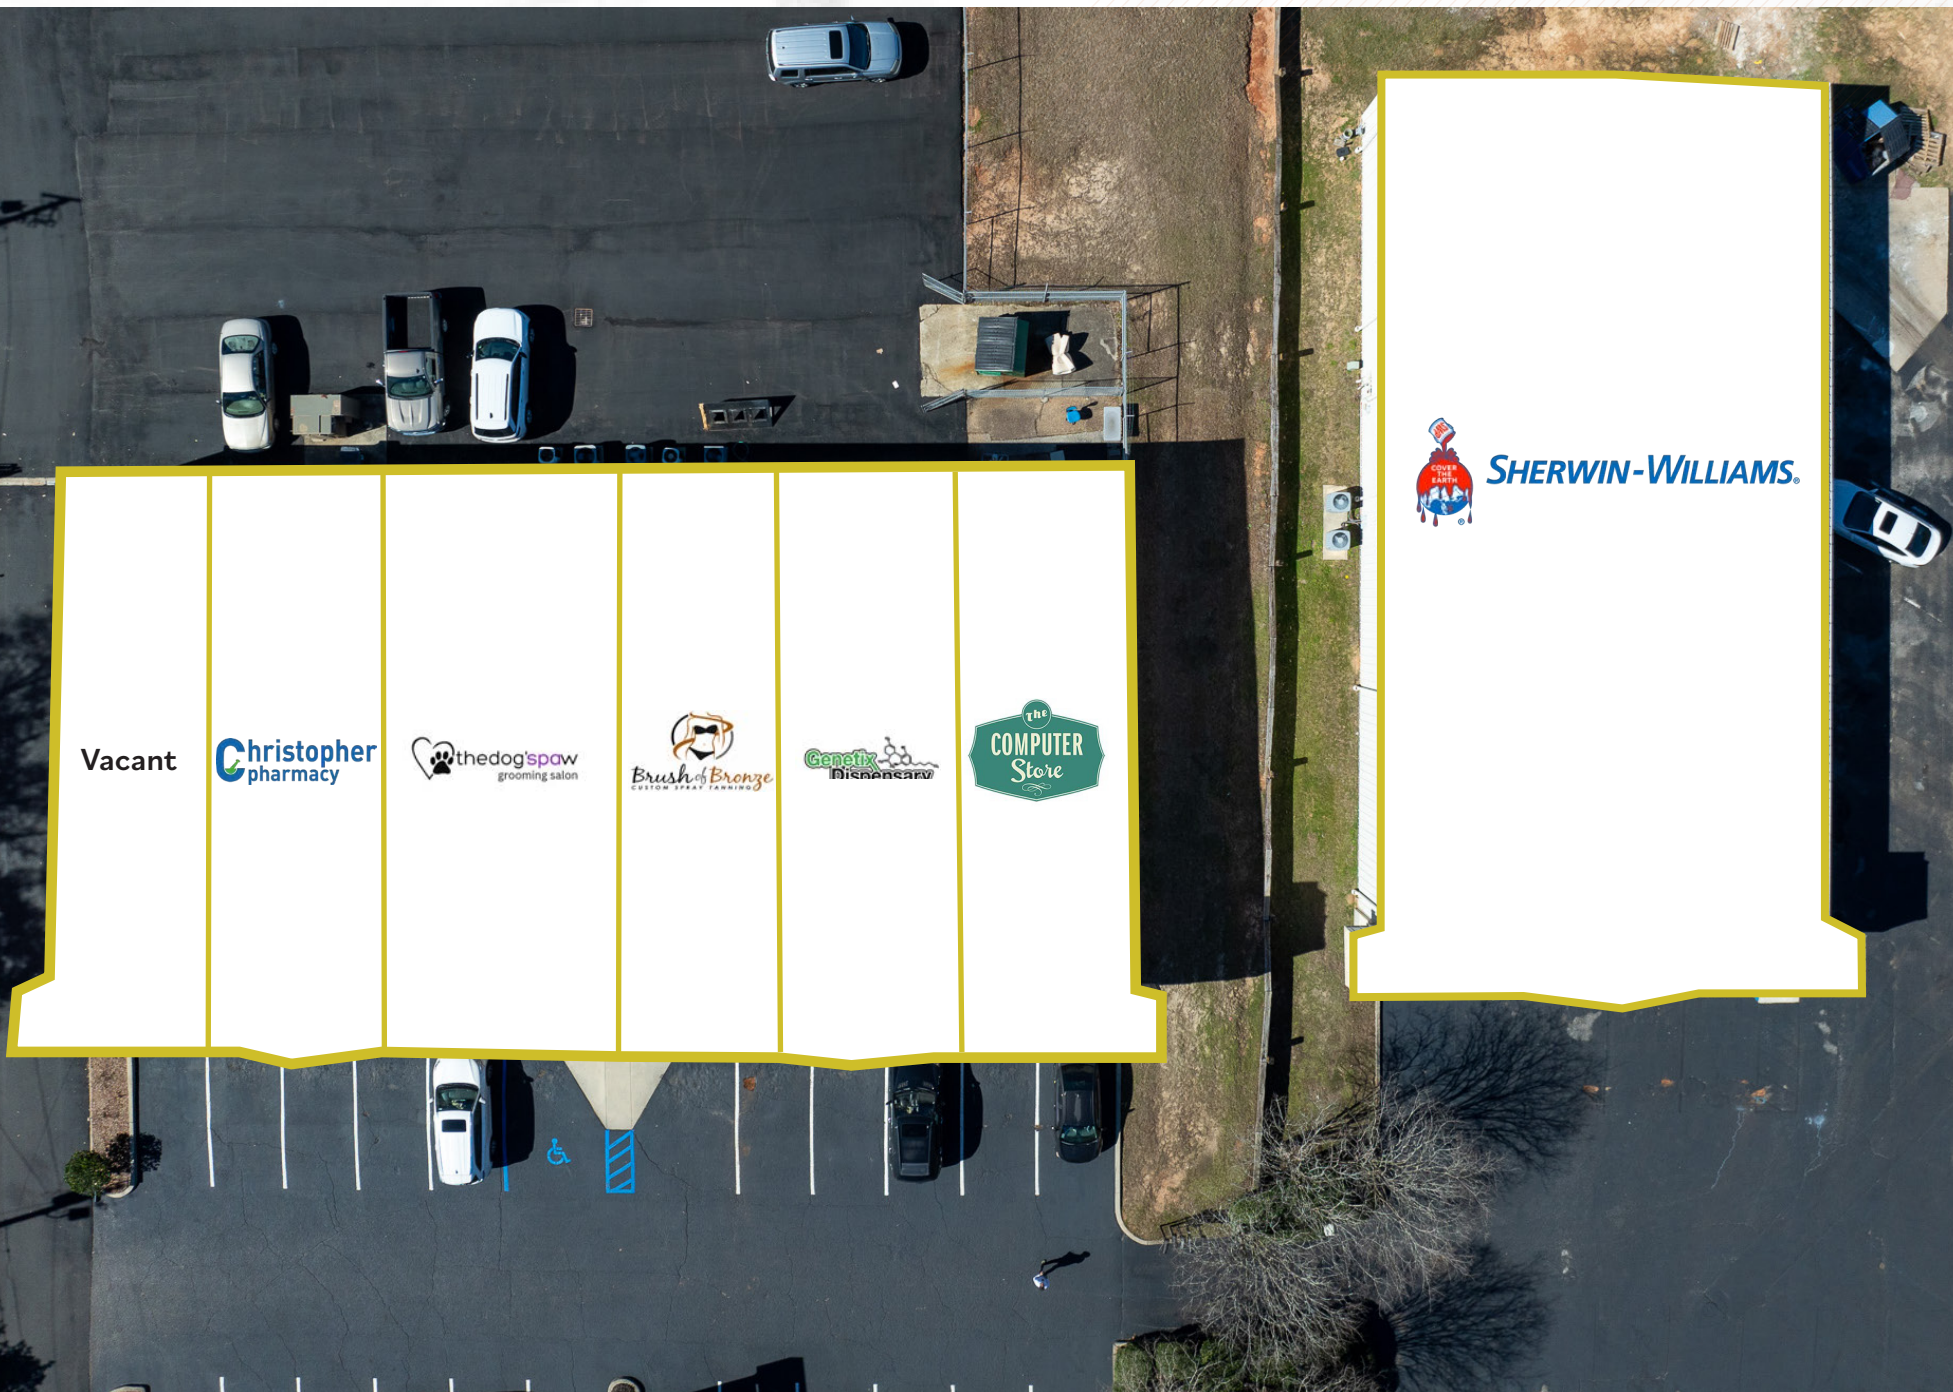 Vacant
Christopher
pharmacy
thedog'spaw
grooming salon
Brush of Bronze
CUSTOM SPRAY TANNING
Genetix
Dispensary
The
COMPUTER
Store
SWP
COVER
THE
EARTH
®
SHERWIN-WILLIAMS®